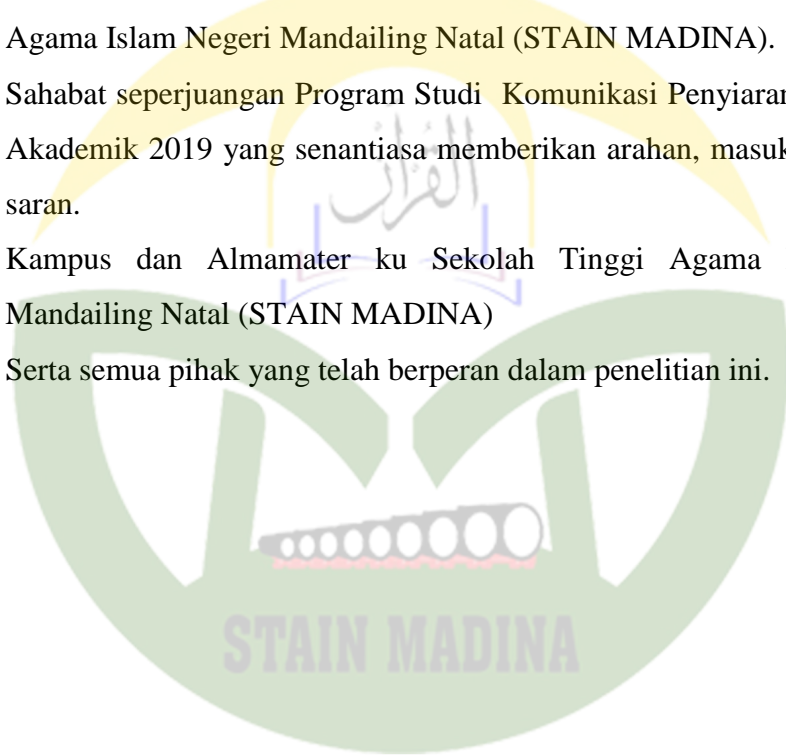 Agama Islam Negeri Mandailing Natal (STAIN MADINA).
Sahabat seperjuangan Program Studi Komunikasi Penyiaran
Akademik 2019 yang senantiasa memberikan arahan, masuk
saran.
Kampus dan Almamater ku Sekolah Tinggi Agama
Mandailing Natal (STAIN MADINA)
Serta semua pihak yang telah berperan dalam penelitian ini.
القرآن
STAIN MADINA